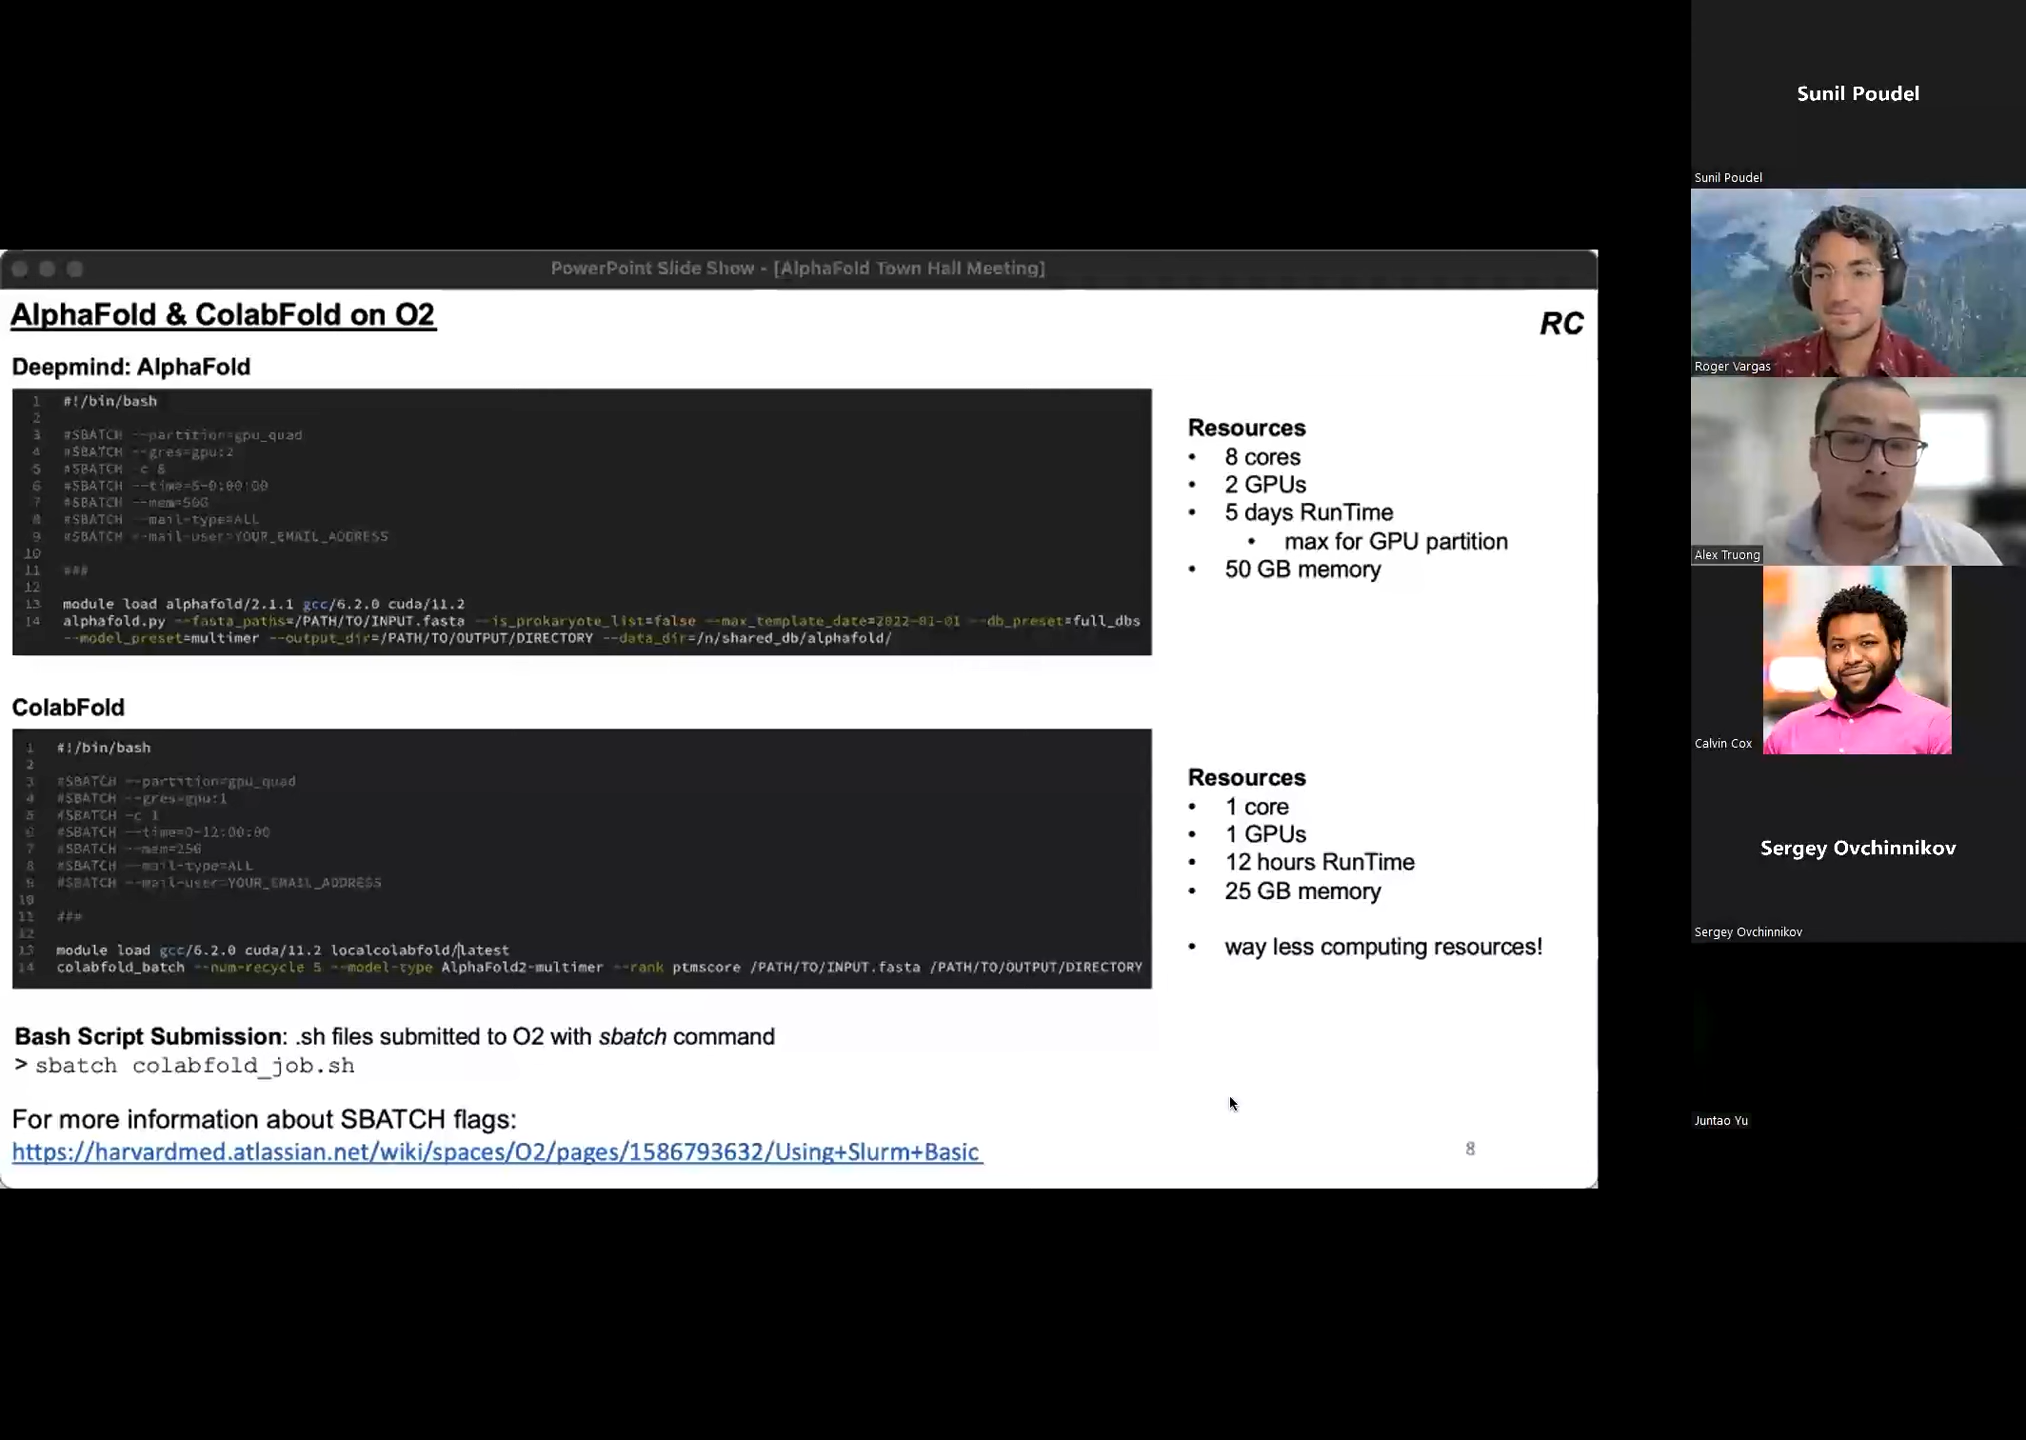 PowerPoint Slide Show - [AlphaFold Town Hall Meeting]
AlphaFold & ColabFold on O2
RC
Deepmind: AlphaFold
1 #!/bin/bash
2
3 #SBATCH --partition=gpu_quad
4 #SBATCH --gres=gpu:2
5 #SBATCH -c 8
6 #SBATCH --time=5-0:00:00
7 #SBATCH --mem=50G
8 #SBATCH --mail-type=ALL
9 #SBATCH --mail-user=YOUR_EMAIL_ADDRESS
10
11 ###
12
13 module load alphafold/2.1.1 gcc/6.2.0 cuda/11.2
14 alphafold.py --fasta_paths=/PATH/TO/INPUT.fasta --is_prokaryote_list=false --max_template_date=2022-01-01 --db_preset=full_dbs
--model_preset=multimer --output_dir=/PATH/TO/OUTPUT/DIRECTORY --data_dir=/n/shared_db/alphafold/
Resources
• 8 cores
• 2 GPUs
• 5 days RunTime
• max for GPU partition
• 50 GB memory
ColabFold
1 #!/bin/bash
2
3 #SBATCH --partition=gpu_quad
4 #SBATCH --gres=gpu:1
5 #SBATCH -c 1
6 #SBATCH --time=0-12:00:00
7 #SBATCH --mem=25G
8 #SBATCH --mail-type=ALL
9 #SBATCH --mail-user=YOUR_EMAIL_ADDRESS
10
11 ###
12
13 module load gcc/6.2.0 cuda/11.2 localcolabfold/latest
14 colabfold_batch --num-recycle 5 --model-type AlphaFold2-multimer --rank ptmscore /PATH/TO/INPUT.fasta /PATH/TO/OUTPUT/DIRECTORY
Resources
• 1 core
• 1 GPUs
• 12 hours RunTime
• 25 GB memory
• way less computing resources!
Bash Script Submission: .sh files submitted to O2 with sbatch command
> sbatch colabfold_job.sh
For more information about SBATCH flags:
https://harvardmed.atlassian.net/wiki/spaces/O2/pages/1586793632/Using+Slurm+Basic
8
Sunil Poudel
Sunil Poudel
Roger Vargas
Alex Truong
Calvin Cox
Sergey Ovchinnikov
Sergey Ovchinnikov
Juntao Yu